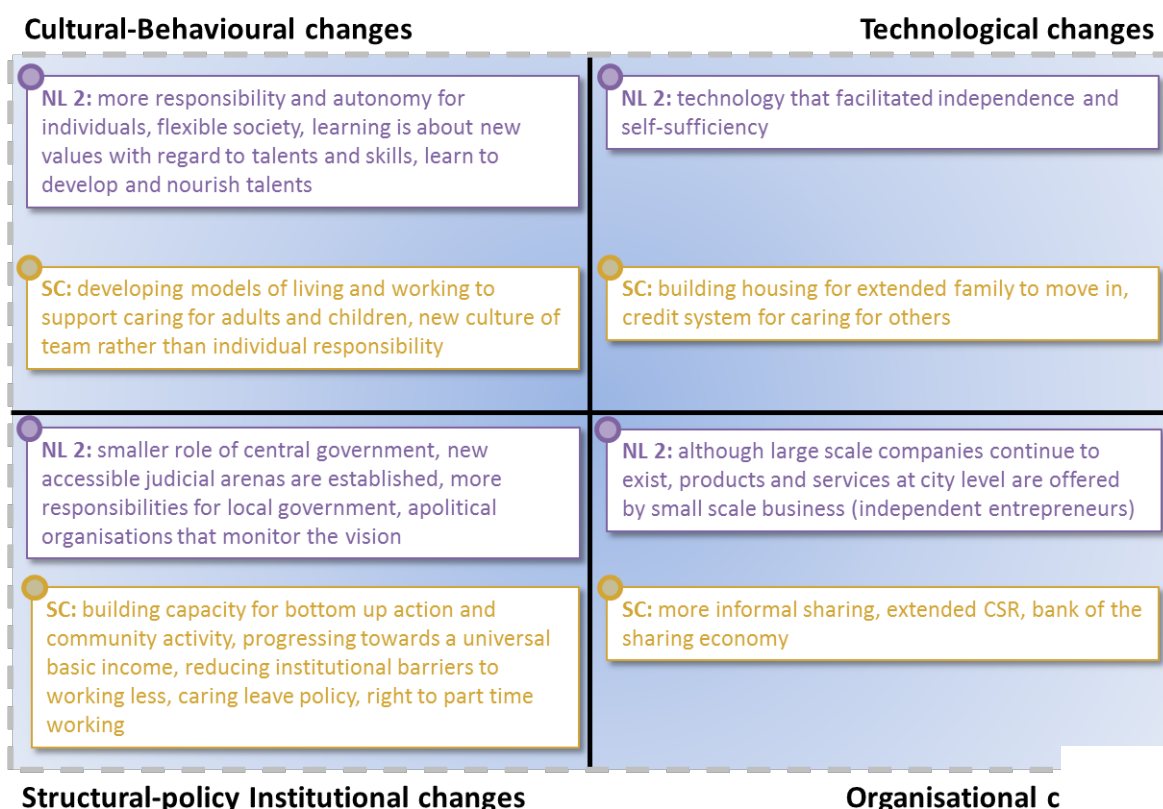 Cultural-Behavioural changes
Technological changes
NL 2: more responsibility and autonomy for
individuals, flexible society, learning is about new
values with regard to talents and skills, learn to
develop and nourish talents
NL 2: technology that facilitated independence and
self-sufficiency
SC: developing models of living and working to
support caring for adults and children, new culture of
team rather than individual responsibility
SC: building housing for extended family to move in,
credit system for caring for others
NL 2: smaller role of central government, new
accessible judicial arenas are established, more
responsibilities for local government, apolitical
organisations that monitor the vision
NL 2: although large scale companies continue to
exist, products and services at city level are offered
by small scale business (independent entrepreneurs)
SC: building capacity for bottom up action and
community activity, progressing towards a universal
basic income, reducing institutional barriers to
working less, caring leave policy, right to part time
working
SC: more informal sharing, extended CSR, bank of the
sharing economy
Structural-policy Institutional changes
Organisational c